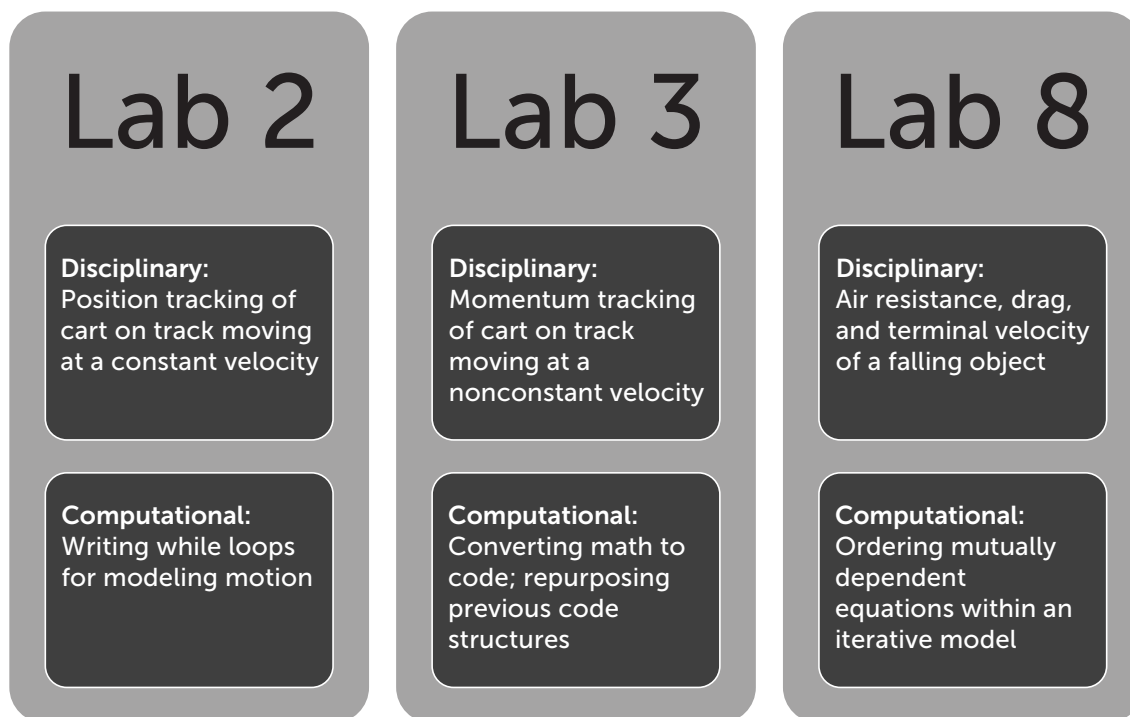 Lab 2
Disciplinary:
Position tracking of
cart on track moving
at a constant velocity
Computational:
Writing while loops
for modeling motion
Lab 3
Disciplinary:
Momentum tracking
of cart on track
moving at a
nonconstant velocity
Computational:
Converting math to
code; repurposing
previous code
structures
Lab 8
Disciplinary:
Air resistance, drag,
and terminal velocity
of a falling object
Computational:
Ordering mutually
dependent
equations within an
iterative model